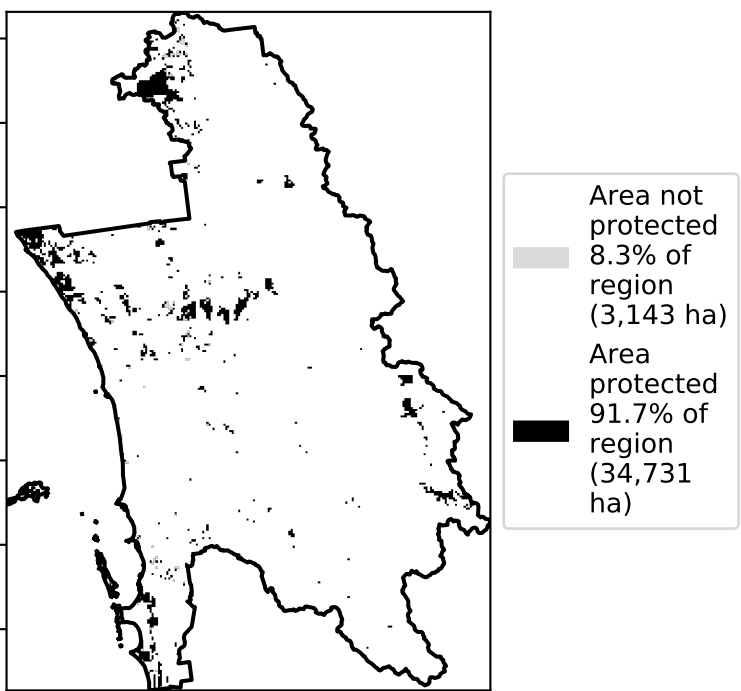 Area not
protected
8.3% of
region
(3,143 ha)
Area
protected
91.7% of
region
(34,731
ha)